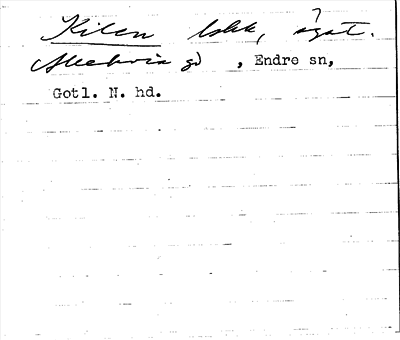 Kilen
Allekvia gd , Endre sn,
Gotl. N. hd.